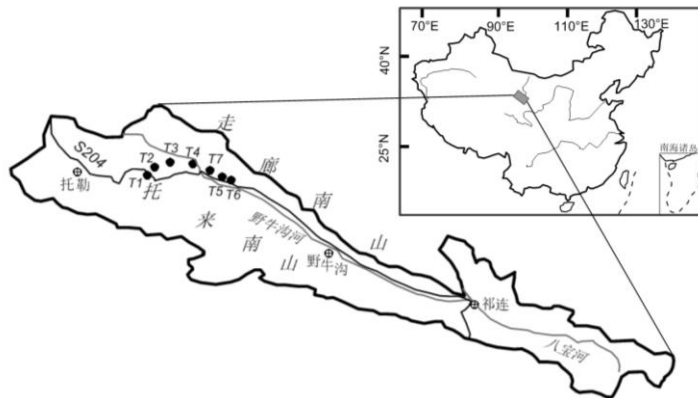 70°E 90°E 110°E 130°E
40°N
25°N
南海诸岛
走廊南山
S204
T3 T4 T7
T2
T1
T5 T6
托勒
托来南山
野牛沟河
野牛沟
祁连
八宝河